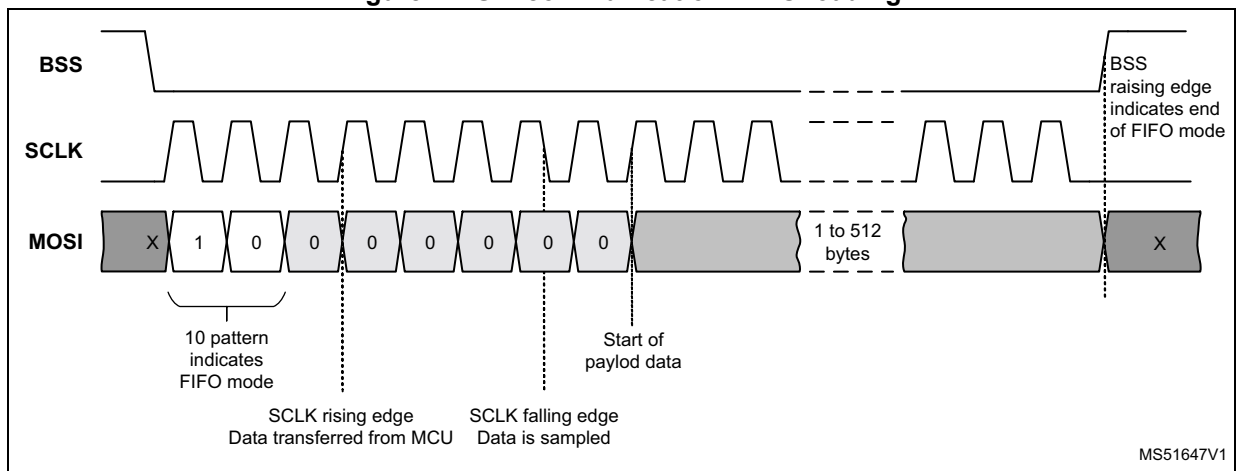 BSS
SCLK
MOSI
X
1
0
0
0
0
0
0
0
1 to 512
bytes
X
BSS
raising edge
indicates end
of FIFO mode
10 pattern
indicates
FIFO mode
Start of
paylod data
SCLK rising edge
Data transferred from MCU
SCLK falling edge
Data is sampled
MS51647V1